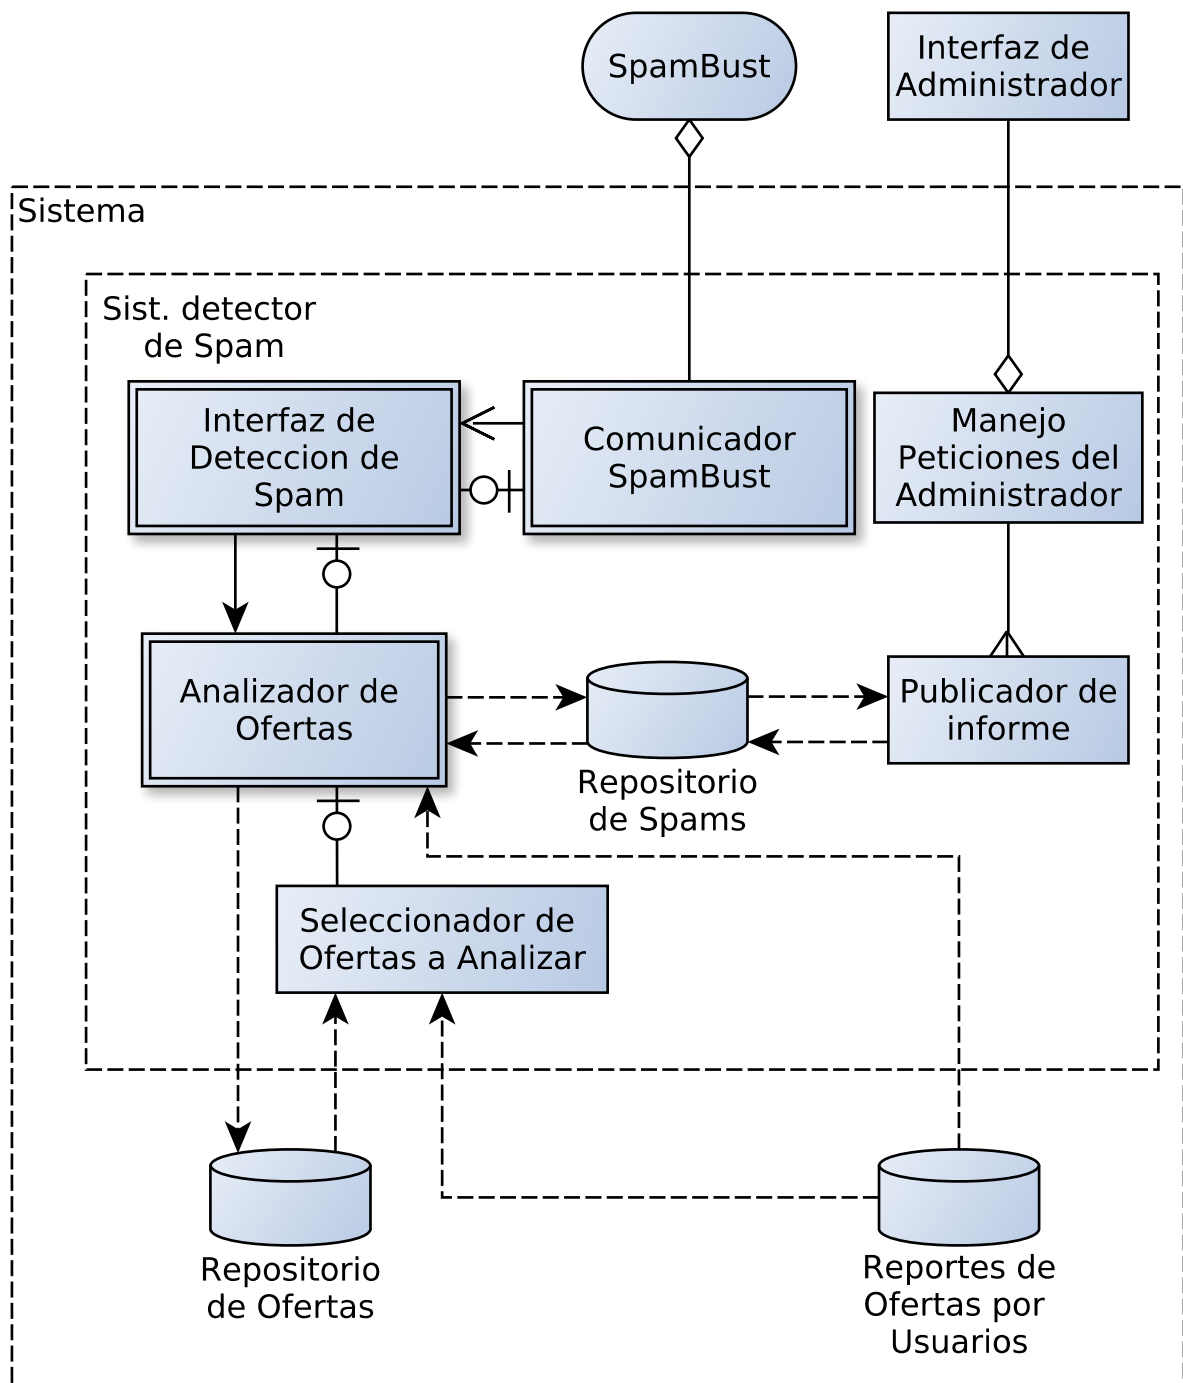 SpamBust
Interfaz de
Administrador
Sistema
Sist. detector
de Spam
Interfaz de
Deteccion de
Spam
Comunicador
SpamBust
Manejo
Peticiones del
Administrador
Analizador de
Ofertas
Repositorio
de Spams
Publicador de
informe
Seleccionador de
Ofertas a Analizar
Repositorio
de Ofertas
Reportes de
Ofertas por
Usuarios